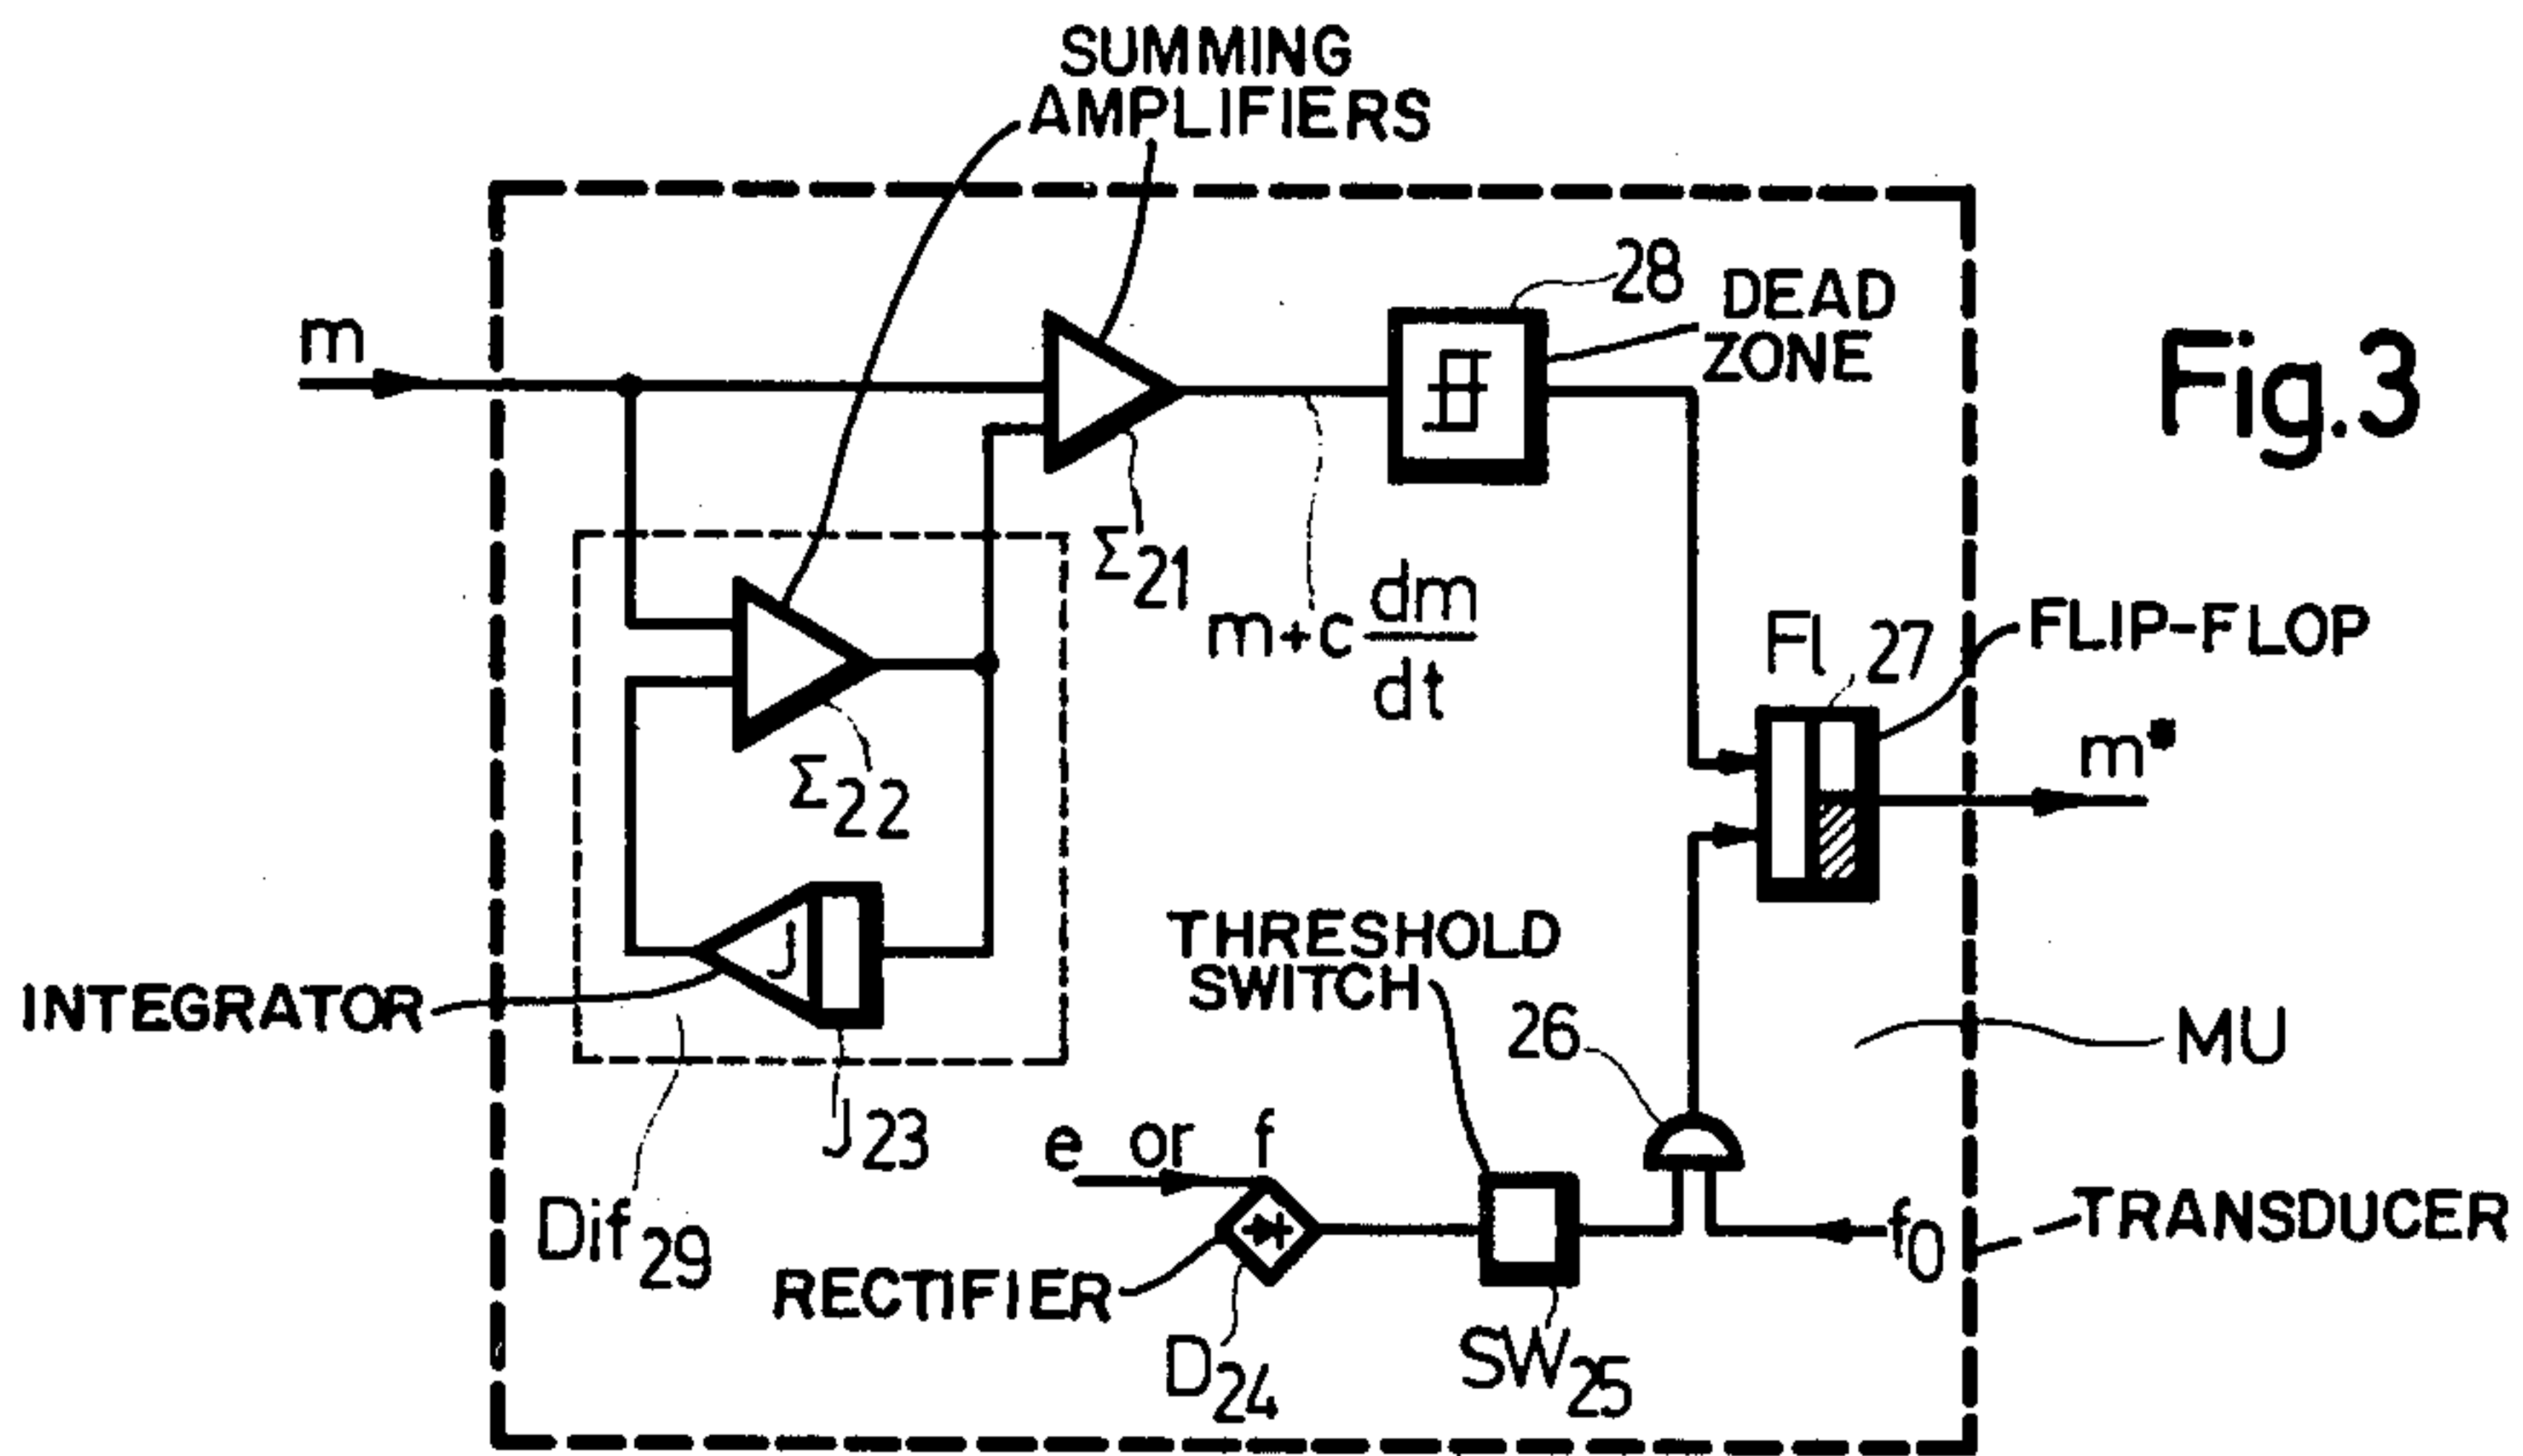 SUMMING
AMPLIFIERS
m
28
DEAD
ZONE
Fig.3
Σ21
m+c dm/dt
Fl 27
FLIP-FLOP
m*
Σ22
THRESHOLD
SWITCH
INTEGRATOR
26
MU
J
J23
e or f
Dif29
f0
TRANSDUCER
RECTIFIER
D24
SW25